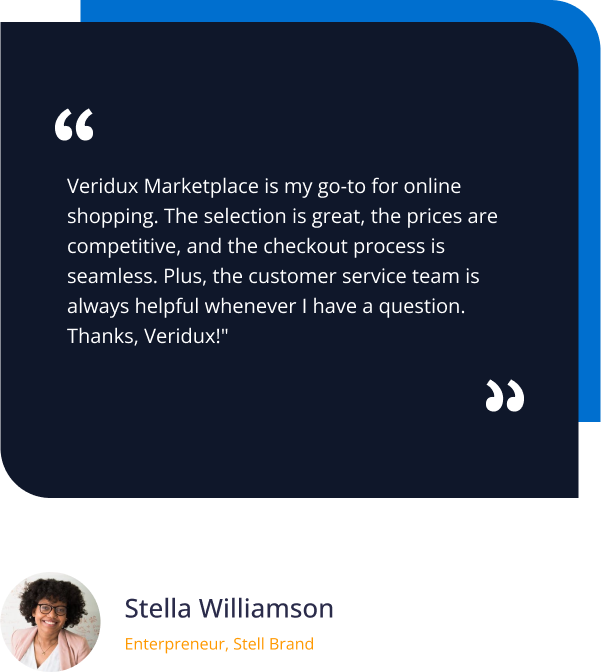 “
Veridux Marketplace is my go-to for online
shopping. The selection is great, the prices are
competitive, and the checkout process is
seamless. Plus, the customer service team is
always helpful whenever I have a question.
Thanks, Veridux!"
”
Stella Williamson
Enterpreneur, Stell Brand